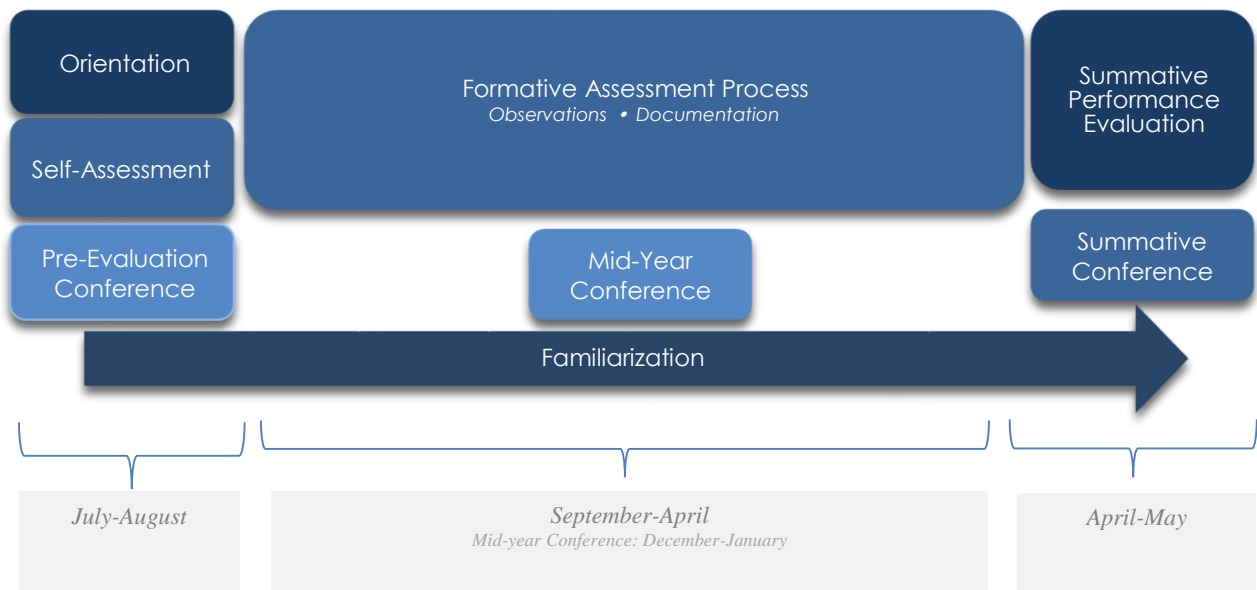 Orientation
Self-Assessment
Pre-Evaluation
Conference
Formative Assessment Process
Observations • Documentation
Mid-Year
Conference
Summative
Performance
Evaluation
Summative
Conference
Familiarization
July-August
September-April
Mid-year Conference: December-January
April-May